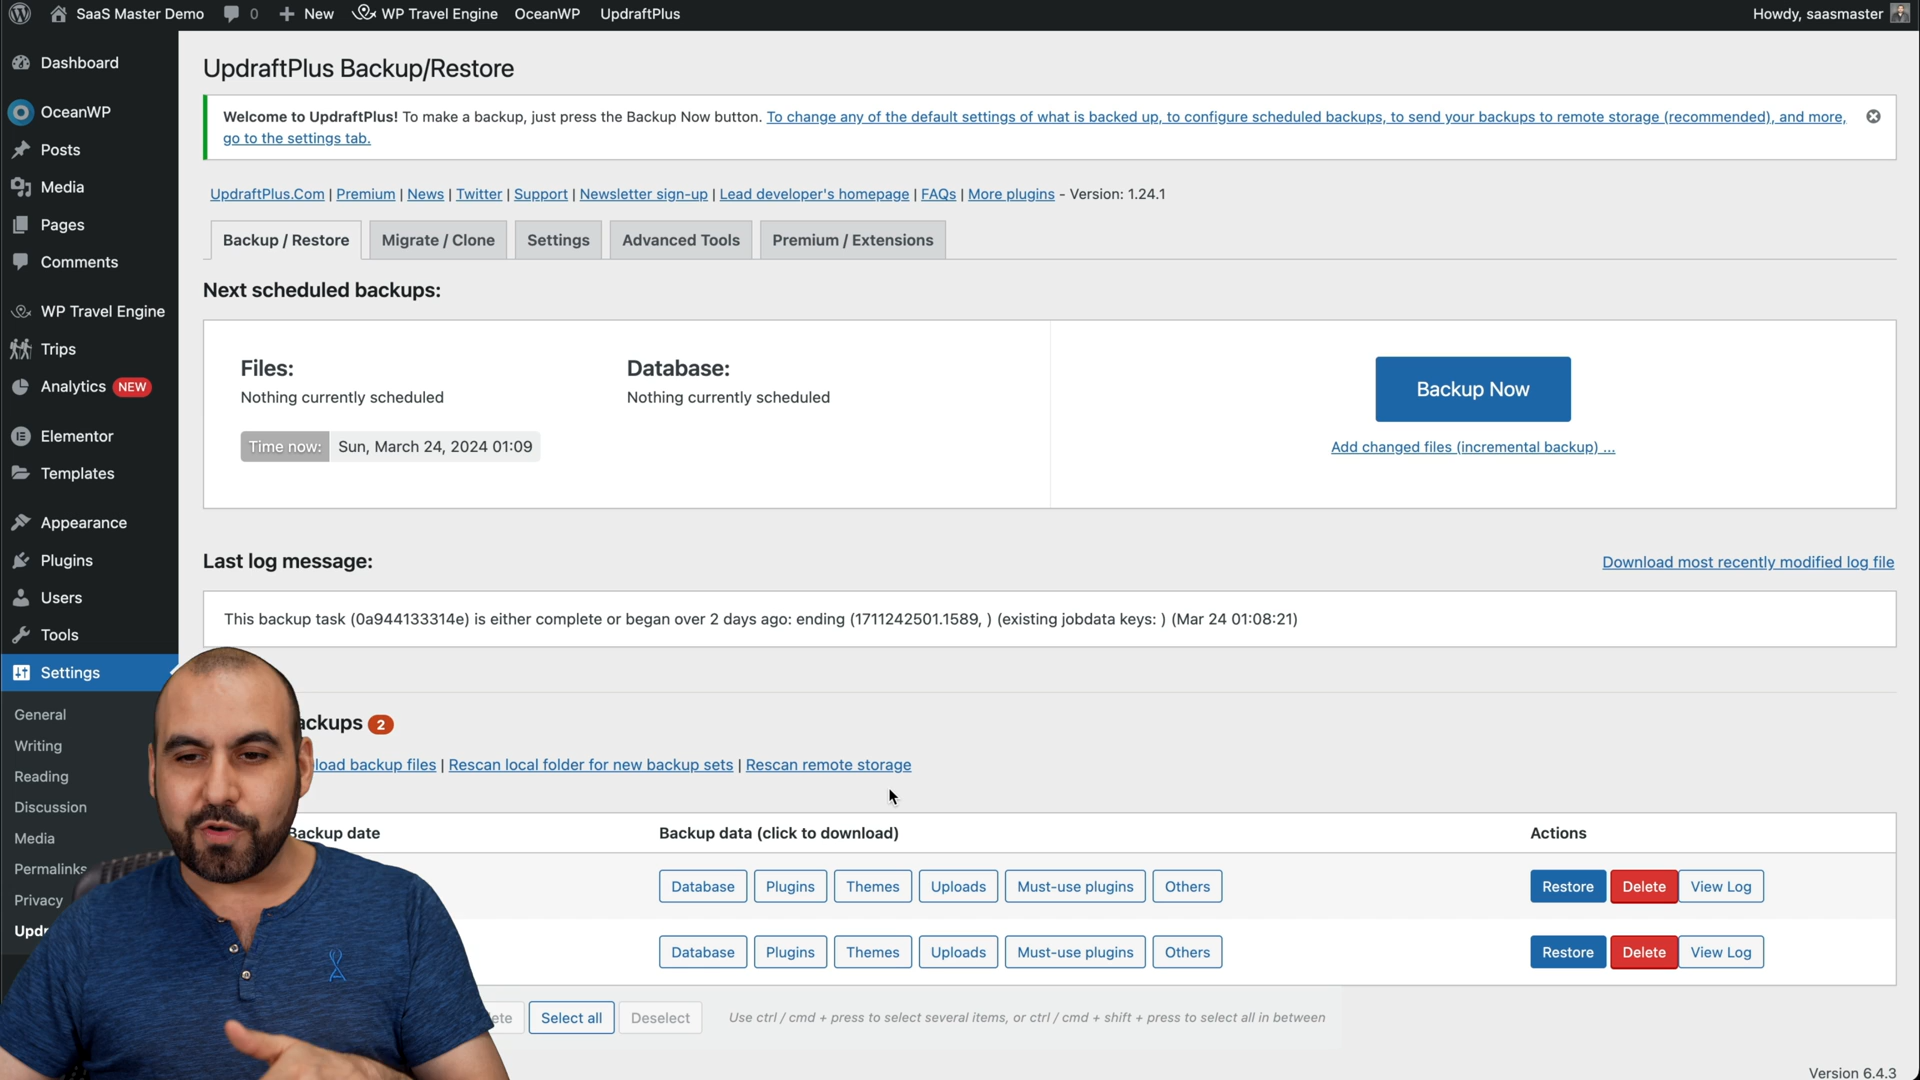 SaaS Master Demo 0 New WP Travel Engine OceanWP UpdraftPlus Howdy, saasmaster
Dashboard
OceanWP
Posts
Media
Pages
Comments
WP Travel Engine
Trips
Analytics NEW
Elementor
Templates
Appearance
Plugins
Users
Tools
Settings
General
Writing
Reading
Discussion
Media
Permalinks
Privacy
UpdraftPlus Backup/Restore
Welcome to UpdraftPlus! To make a backup, just press the Backup Now button. To change any of the default settings of what is backed up, to configure scheduled backups, to send your backups to remote storage (recommended), and more,
go to the settings tab.
UpdraftPlus.Com | Premium | News | Twitter | Support | Newsletter sign-up | Lead developer's homepage | FAQs | More plugins - Version: 1.24.1
Backup / Restore Migrate / Clone Settings Advanced Tools Premium / Extensions
Next scheduled backups:
Files: Database:
Nothing currently scheduled Nothing currently scheduled
Time now: Sun, March 24, 2024 01:09
Backup Now
Add changed files (incremental backup) ...
Last log message: Download most recently modified log file
This backup task (0a944133314e) is either complete or began over 2 days ago: ending (1711242501.1589, ) (existing jobdata keys: ) (Mar 24 01:08:21)
ackups 2
load backup files | Rescan local folder for new backup sets | Rescan remote storage
Backup date Backup data (click to download) Actions
Database Plugins Themes Uploads Must-use plugins Others Restore Delete View Log
Database Plugins Themes Uploads Must-use plugins Others Restore Delete View Log
ete Select all Deselect Use ctrl / cmd + press to select several items, or ctrl / cmd + shift + press to select all in between
Version 6.4.3